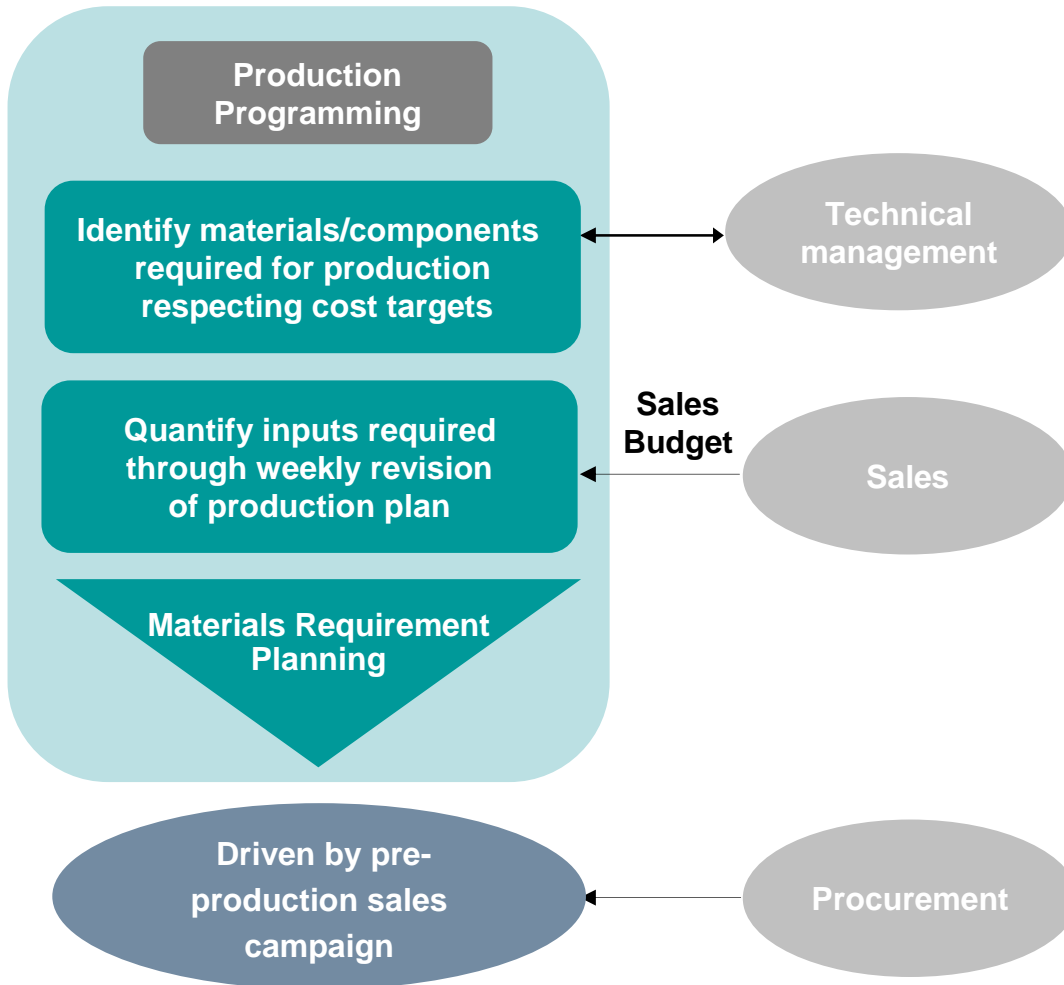 Production
Programming
Identify materials/components
required for production
respecting cost targets
Technical
management
Quantify inputs required
through weekly revision
of production plan
Sales
Budget
Sales
Materials Requirement
Planning
Driven by pre-
production sales
campaign
Procurement